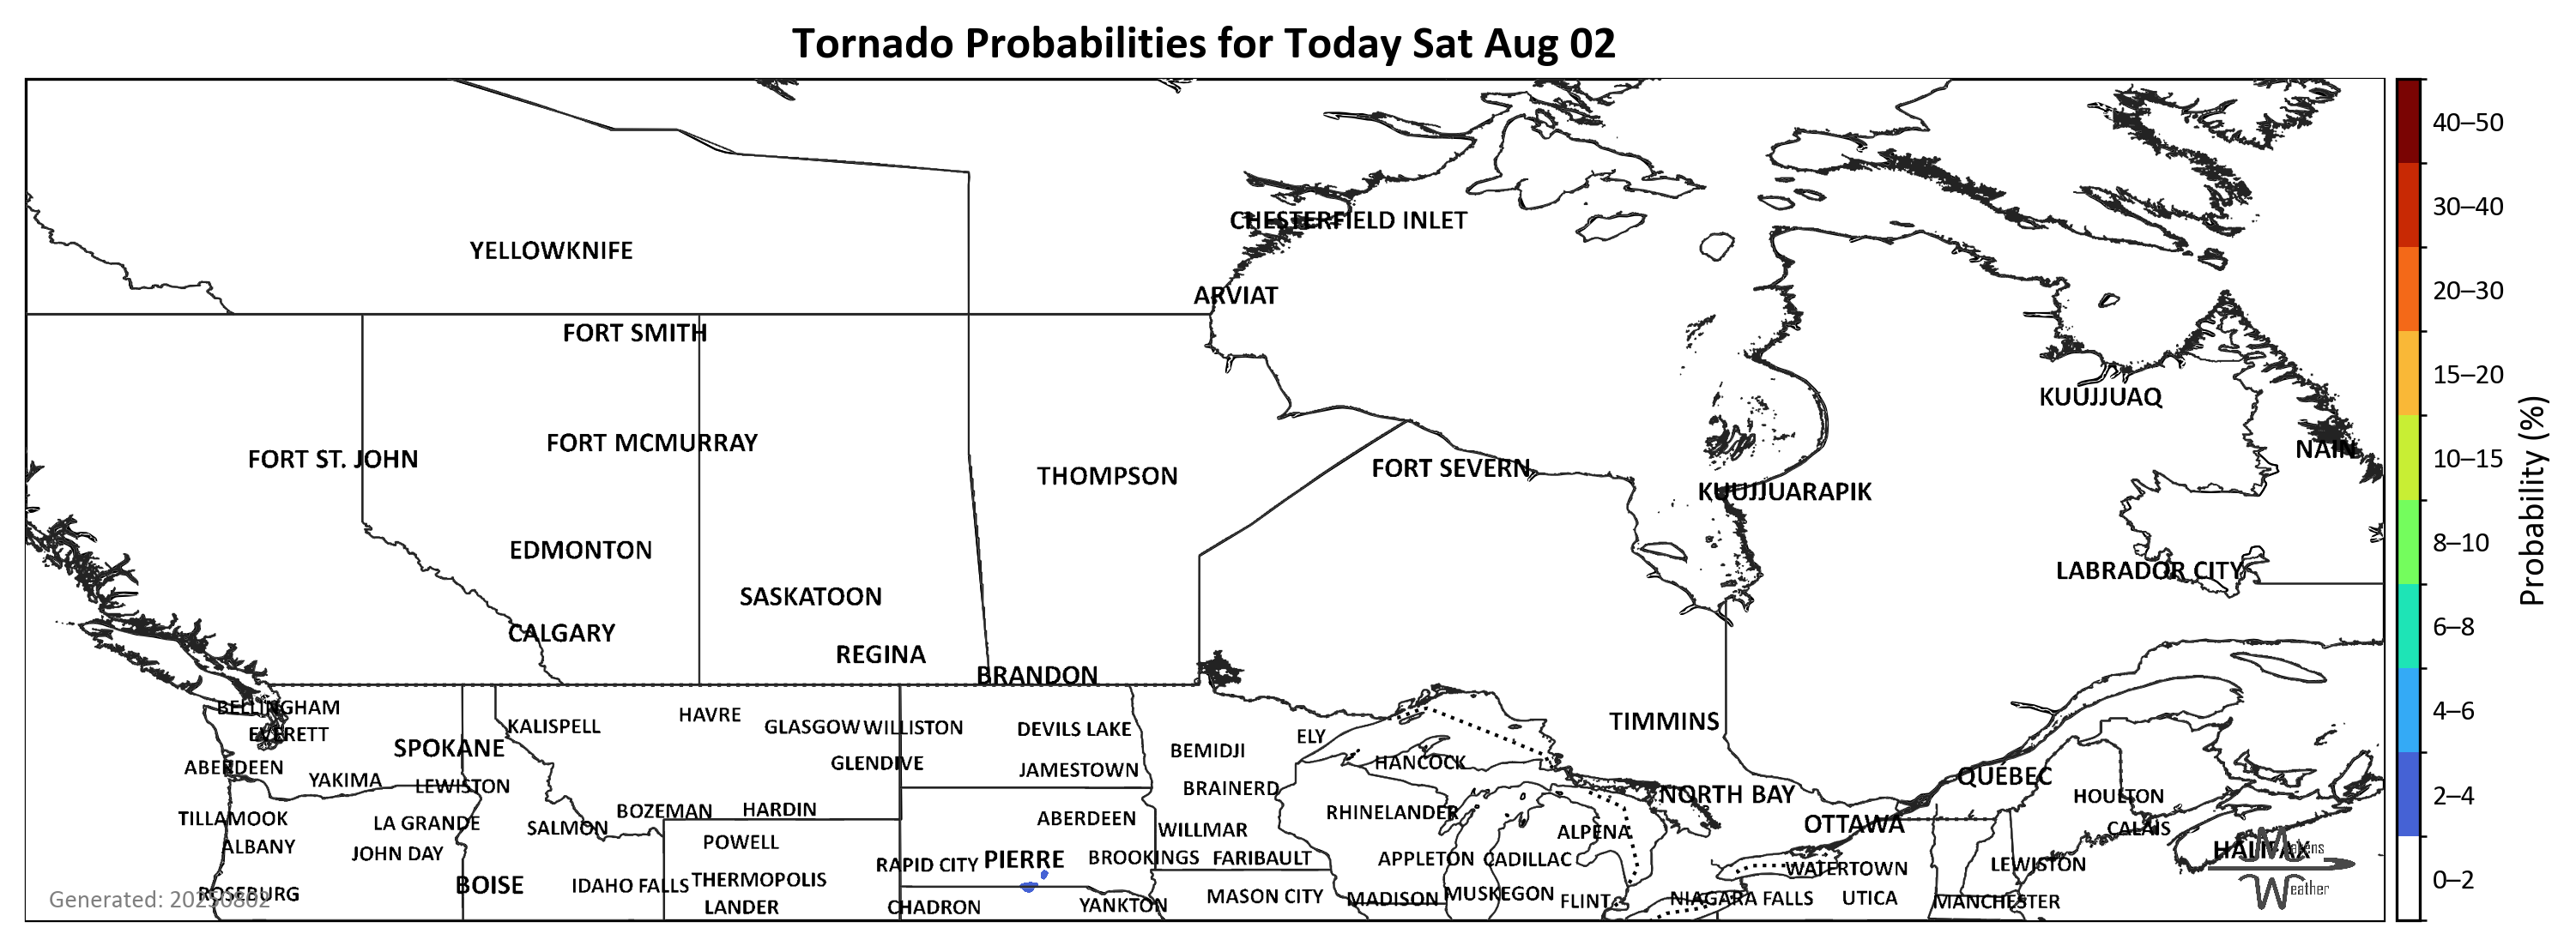 Tornado Probabilities for Today Sat Aug 02
40–50
30–40
CHESTERFIELD INLET
YELLOWKNIFE
20–30
ARVIAT
FORT SMITH
15–20
KUUJJUAQ
FORT MCMURRAY
NAIN
10–15
FORT ST. JOHN
FORT SEVERN
THOMPSON
KUUJJUARAPIK
Probability (%)
8–10
EDMONTON
LABRADOR CITY
SASKATOON
6–8
CALGARY
REGINA
BRANDON
BELLINGHAM
HAVRE
4–6
KALISPELL
GLASGOW WILLISTON
DEVILS LAKE
TIMMINS
EVERETT
ELY
SPOKANE
BEMIDJI
GLENDIVE
HANCOCK
ABERDEEN
JAMESTOWN
QUÉBEC
YAKIMA
LEWISTON
BRAINERD
NORTH BAY
HOULTON
2–4
BOZEMAN
HARDIN
RHINELANDER
TILLAMOOK
ABERDEEN
LA GRANDE
SALMON
WILLMAR
ALPENA
OTTAWA
CALAIS
POWELL
ALBANY
JOHN DAY
HALIFAX
RAPID CITY
PIERRE
BROOKINGS
FARIBAULT
APPLETON
CADILLAC
WATERTOWN
LEWISTON
0–2
BOISE
IDAHO FALLS
THERMOPOLIS
Weather
ROSEBURG
MASON CITY
MADISON
MUSKEGON
FLINT
NIAGARA FALLS
UTICA
MANCHESTER
Generated: 20250802
LANDER
CHADRON
YANKTON